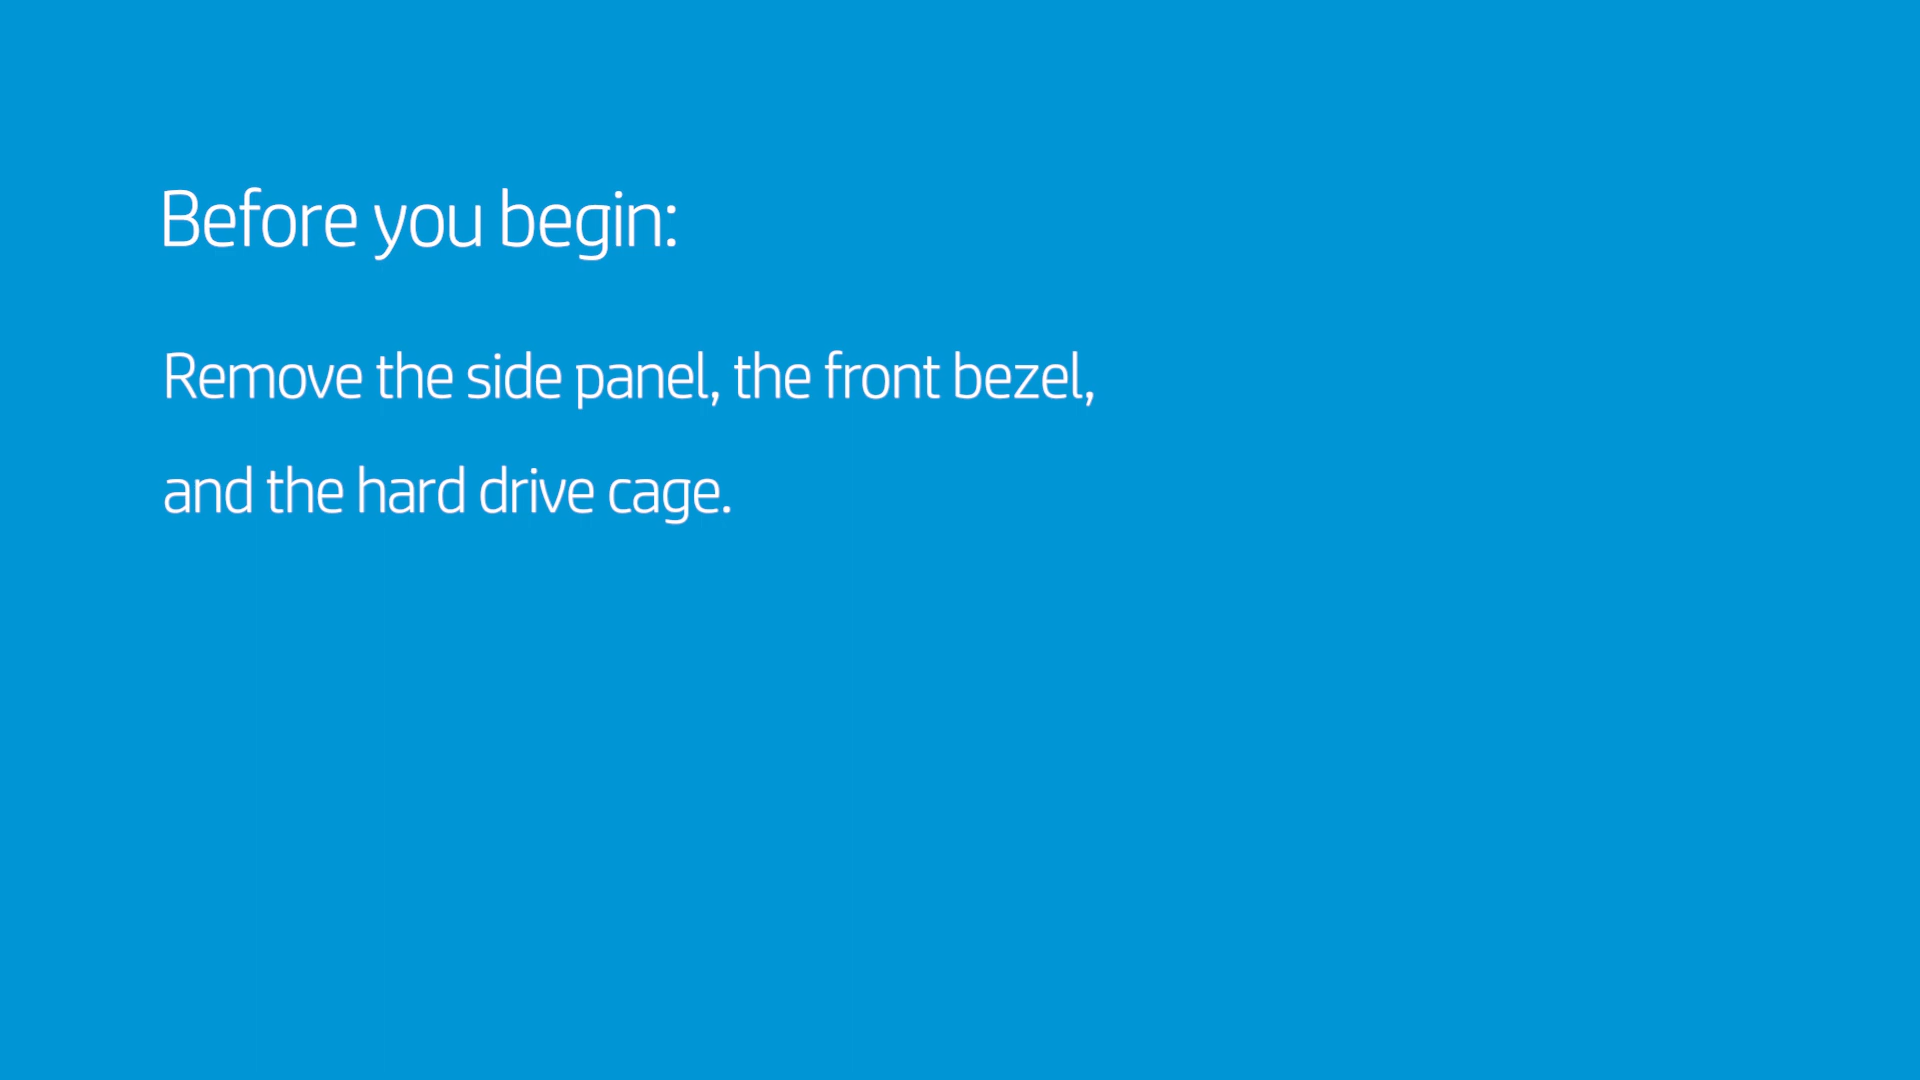 Before you begin:
Remove the side panel, the front bezel,
and the hard drive cage.